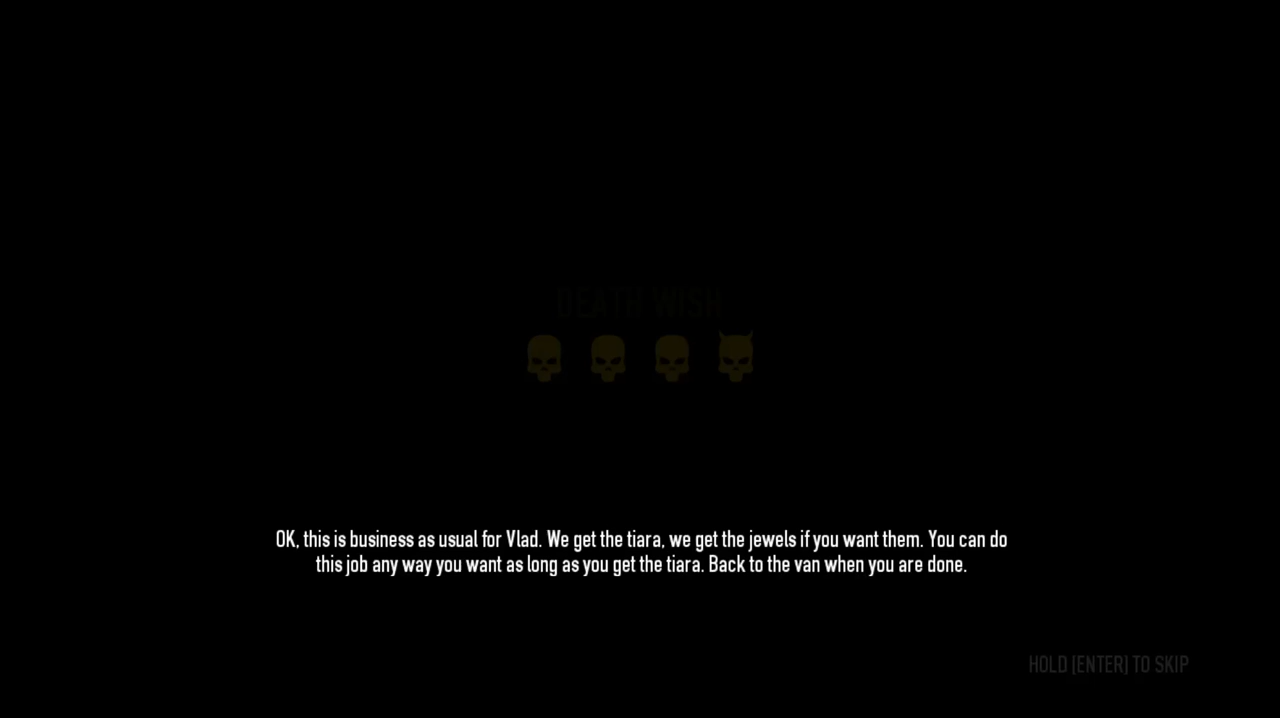 DEATH WISH
OK, this is business as usual for Vlad. We get the tiara, we get the jewels if you want them. You can do
this job any way you want as long as you get the tiara. Back to the van when you are done.
HOLD [ENTER] TO SKIP